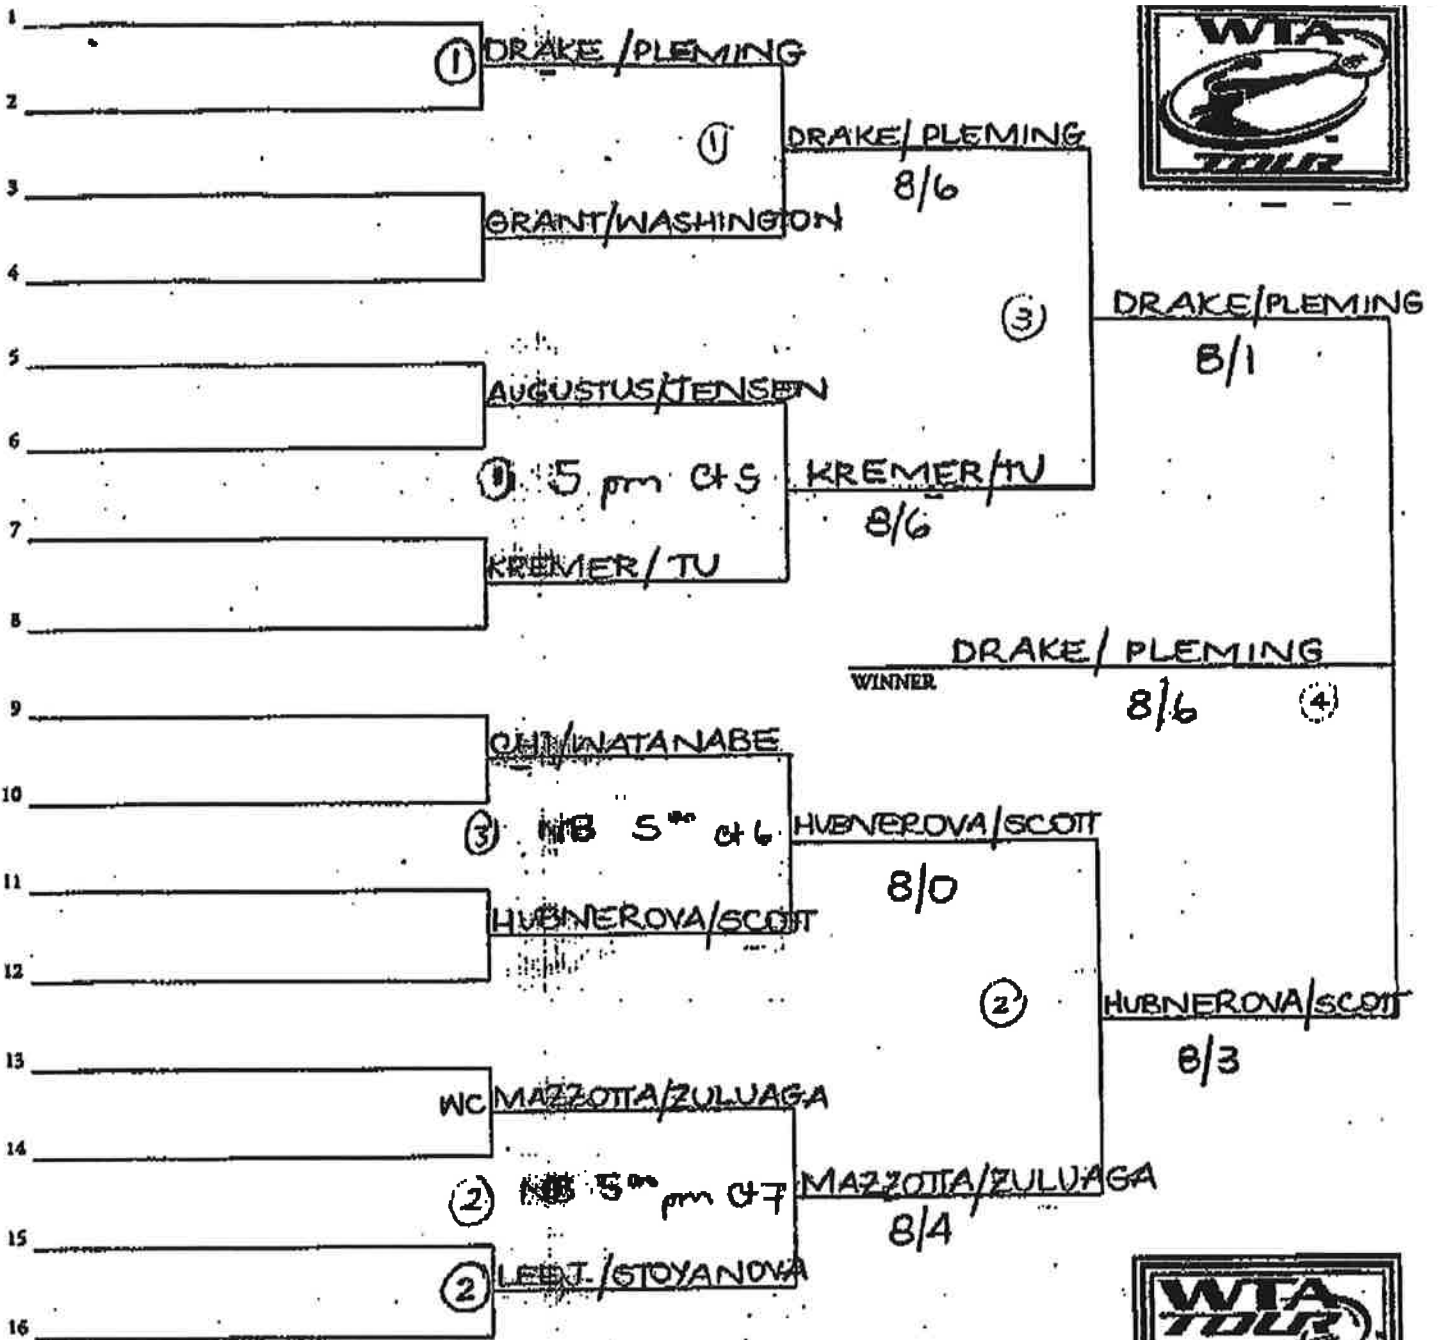 1
WTA
TOUR
① DRAKE / PLEMING
2
① DRAKE / PLEMING
8/6
3
GRANT/WASHINGTON
4
③ DRAKE/PLEMING
8/1
5
AUGUSTUS/JENSEN
6
5 pm Ct 5
KREMER/TU
8/6
7
KREMER/ TU
8
DRAKE/ PLEMING
WINNER
8/6 ④
9
/WATANABE
10
③ 5 ct 6
HUBNEROVA/SCOTT
8/0
11
HUBNEROVA/SCOTT
12
② HUBNEROVA/SCOTT
8/3
13
WC MAZZOTTA/ZULUAGA
14
② 5 pm Ct 7
MAZZOTTA/ZULUAGA
8/4
15
② LEE J. / STOYANOVA
16
WTA
TOUR